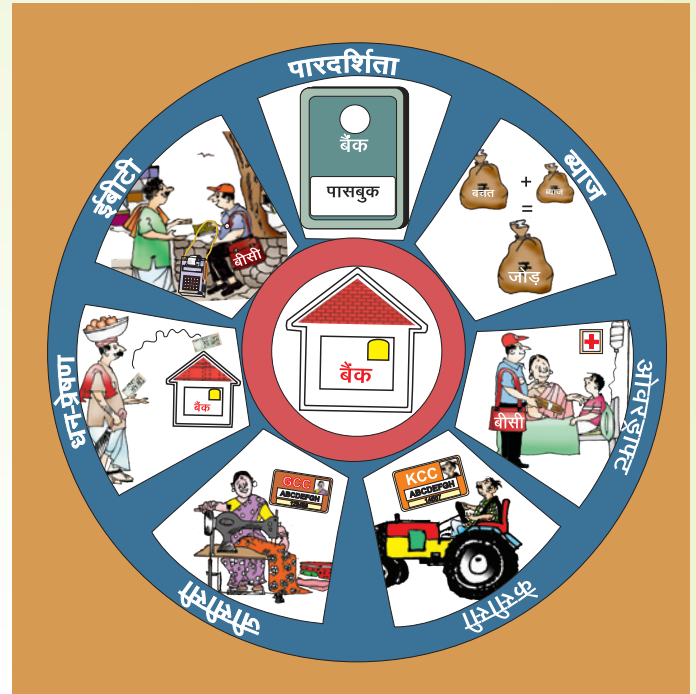 पारदर्शिता
बैंक
पासबुक
ब्याज
बचत
+
ब्याज
=
जोड़
ओवरड्राफ्ट
बीसी
केसीसी
KCC
ABCDEFGH
जीसीसी
GCC
ABCDEFGH
धन-प्रेषण
बैंक
ईबीटी
बीसी
बैंक